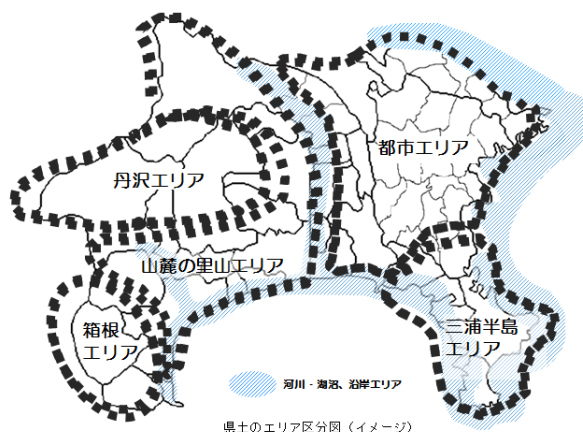 都市エリア
丹沢エリア
山麓の里山エリア
箱根
エリア
三浦半島
エリア
河川・湖沼、沿岸エリア
県土のエリア区分図（イメージ）